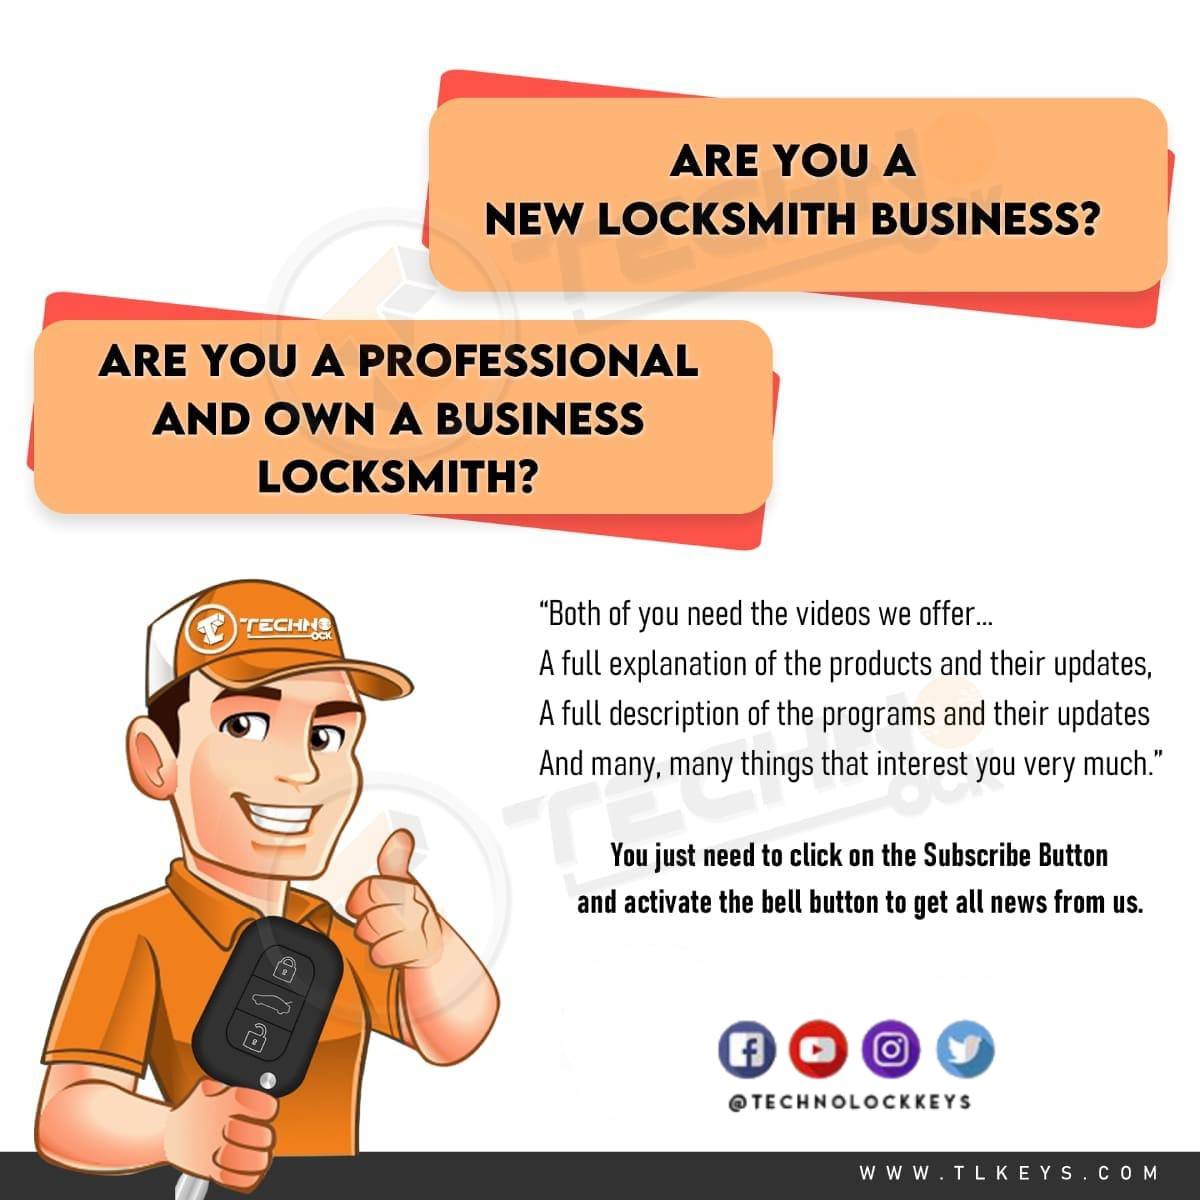 ARE YOU A
NEW LOCKSMITH BUSINESS?
ARE YOU A PROFESSIONAL
AND OWN A BUSINESS
LOCKSMITH?
TECHNO
LOCK
“Both of you need the videos we offer...
A full explanation of the products and their updates,
A full description of the programs and their updates
And many, many things that interest you very much.”
You just need to click on the Subscribe Button
and activate the bell button to get all news from us.
@TECHNOLOCKKEYS
WWW.TLKEYS.COM